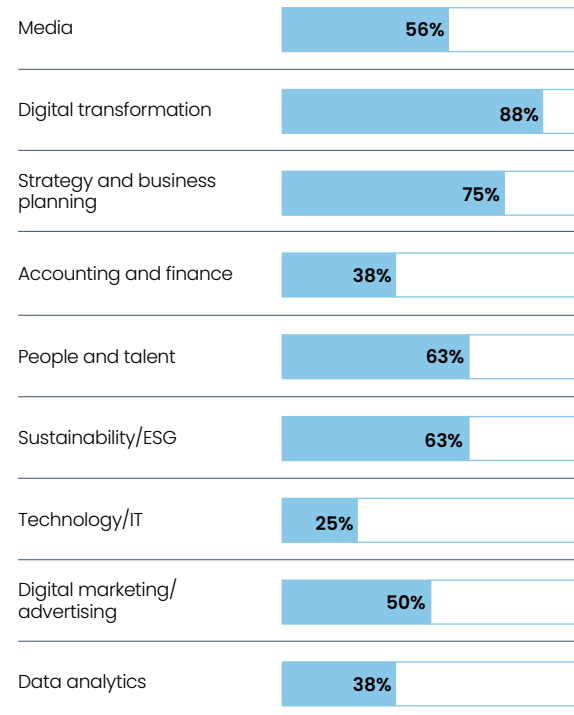 Media 56%
Digital transformation 88%
Strategy and business
planning 75%
Accounting and finance 38%
People and talent 63%
Sustainability/ESG 63%
Technology/IT 25%
Digital marketing/
advertising 50%
Data analytics 38%